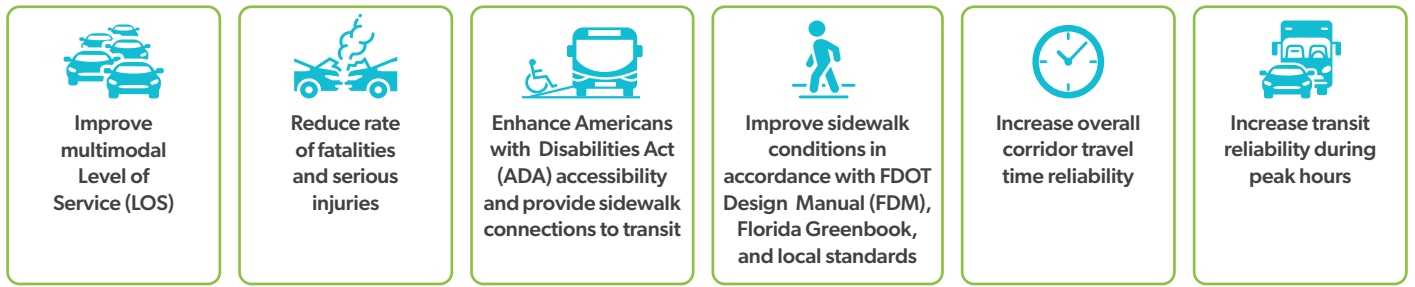 Improve
multimodal
Level of
Service (LOS)
Reduce rate
of fatalities
and serious
injuries
Enhance Americans
with Disabilities Act
(ADA) accessibility
and provide sidewalk
connections to transit
Improve sidewalk
conditions in
accordance with FDOT
Design Manual (FDM),
Florida Greenbook,
and local standards
Increase overall
corridor travel
time reliability
Increase transit
reliability during
peak hours